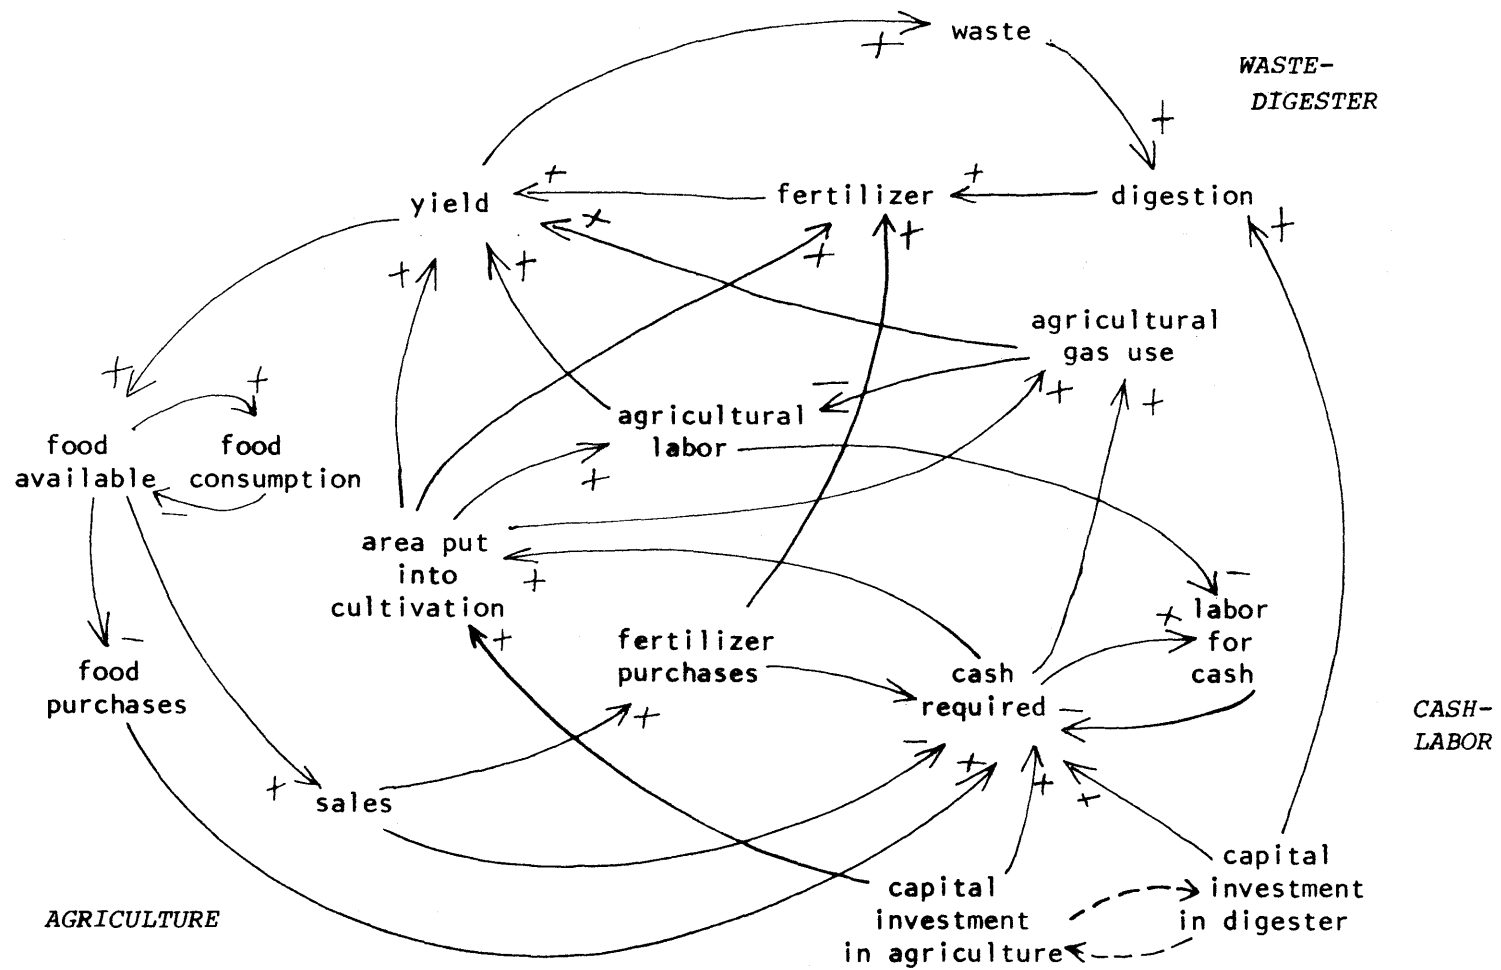 waste
WASTE-
DIGESTER
+
+
yield
+
fertilizer
+
digestion
+
+
+
+
+
+
agricultural
gas use
+
+
+
+
−
agricultural
labor
+
food
available
food
consumption
−
area put
into
cultivation
+
+
−
labor
for
cash
+
−
food
purchases
fertilizer
purchases
+
cash
required
−
CASH-
LABOR
+
sales
−
+
+
+
capital
investment
in digester
capital
investment
in agriculture
AGRICULTURE